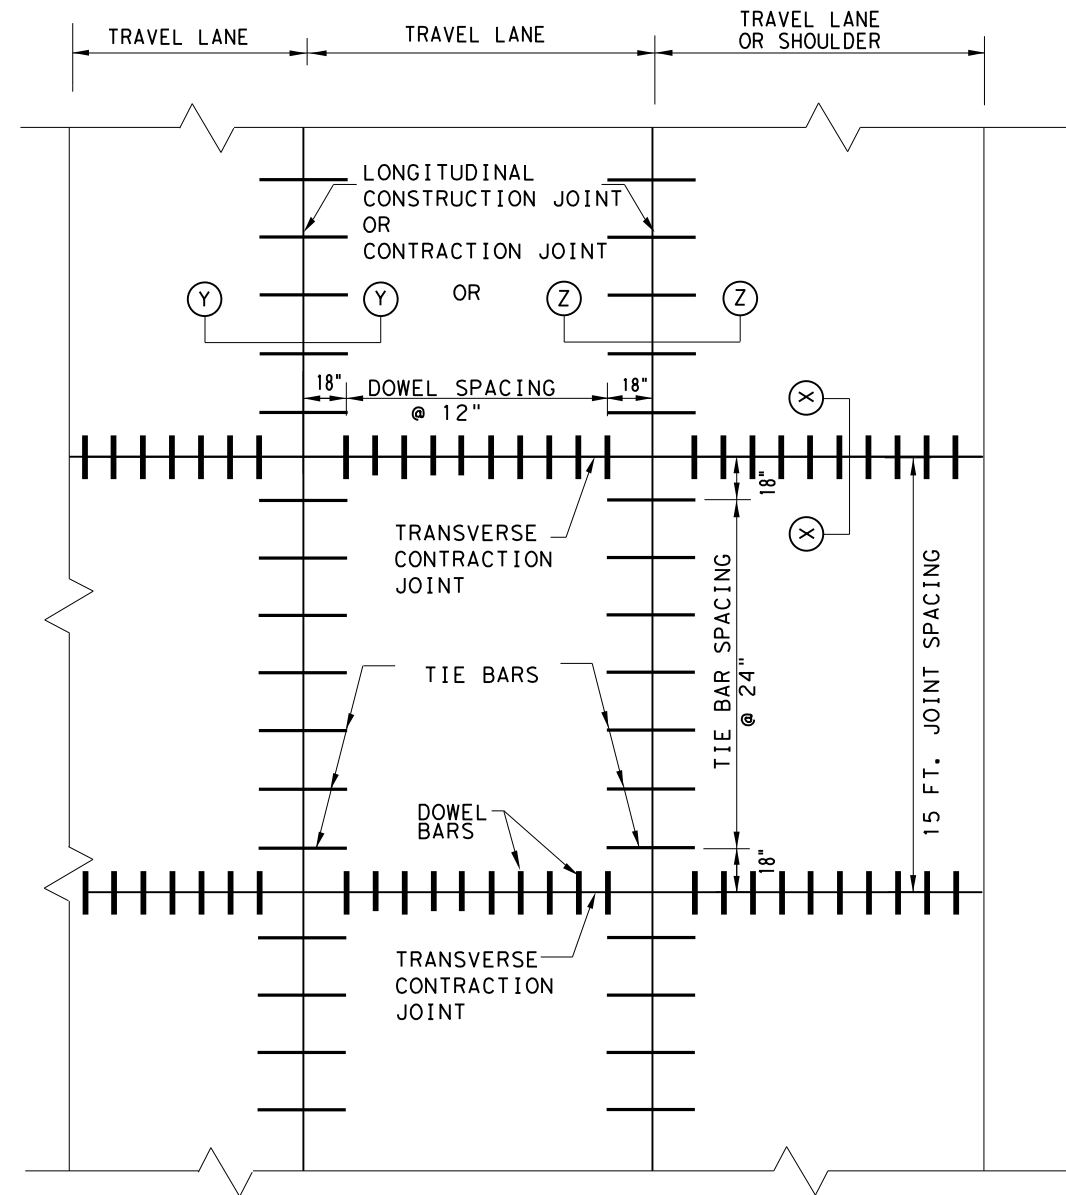 TRAVEL LANE
TRAVEL LANE
TRAVEL LANE
OR SHOULDER
LONGITUDINAL
CONSTRUCTION JOINT
OR
CONTRACTION JOINT
OR
Y
Y
Z
Z
18"
DOWEL SPACING
@ 12"
18"
X
X
18"
TRANSVERSE
CONTRACTION
JOINT
TIE BAR SPACING
@ 24"
15 FT. JOINT SPACING
TIE BARS
DOWEL
BARS
18"
TRANSVERSE
CONTRACTION
JOINT